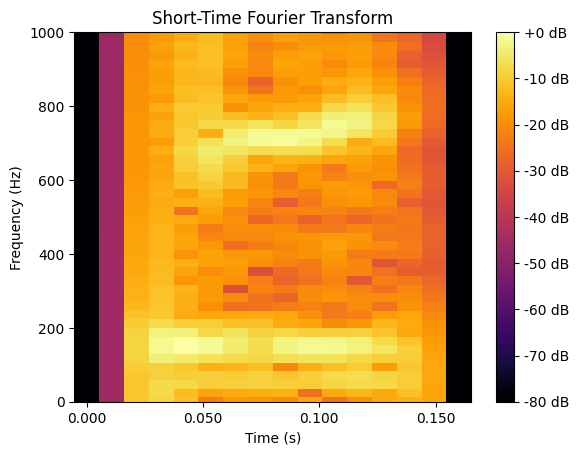 Short-Time Fourier Transform
1000
800
600
400
200
0
Frequency (Hz)
0.000
0.050
0.100
0.150
Time (s)
+0 dB
-10 dB
-20 dB
-30 dB
-40 dB
-50 dB
-60 dB
-70 dB
-80 dB